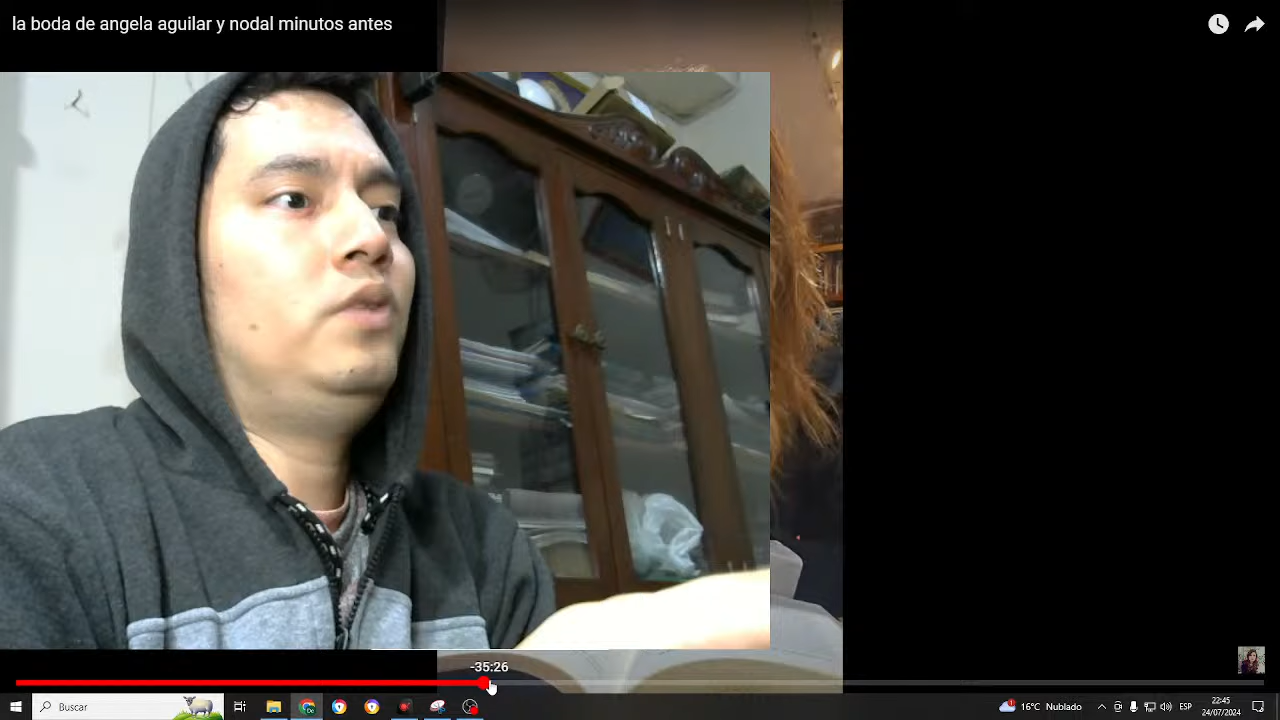 la boda de angela aguilar y nodal minutos antes
-35:26
Buscar
16°C Nublado
ESP
22:45
24/07/2024